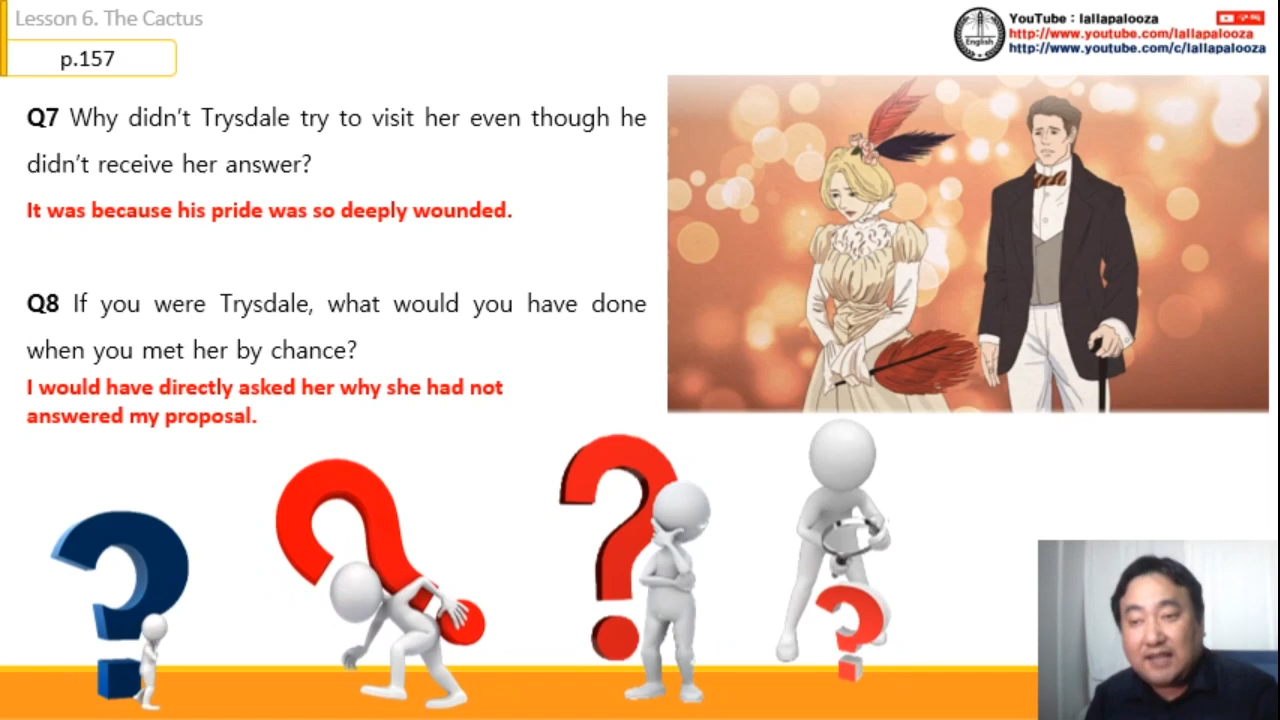 Lesson 6. The Cactus
p.157
YouTube : lallapalooza
http://www.youtube.com/lallapalooza
http://www.youtube.com/c/lallapalooza
English
Q7 Why didn't Trysdale try to visit her even though he
didn't receive her answer?
It was because his pride was so deeply wounded.
Q8 If you were Trysdale, what would you have done
when you met her by chance?
I would have directly asked her why she had not
answered my proposal.